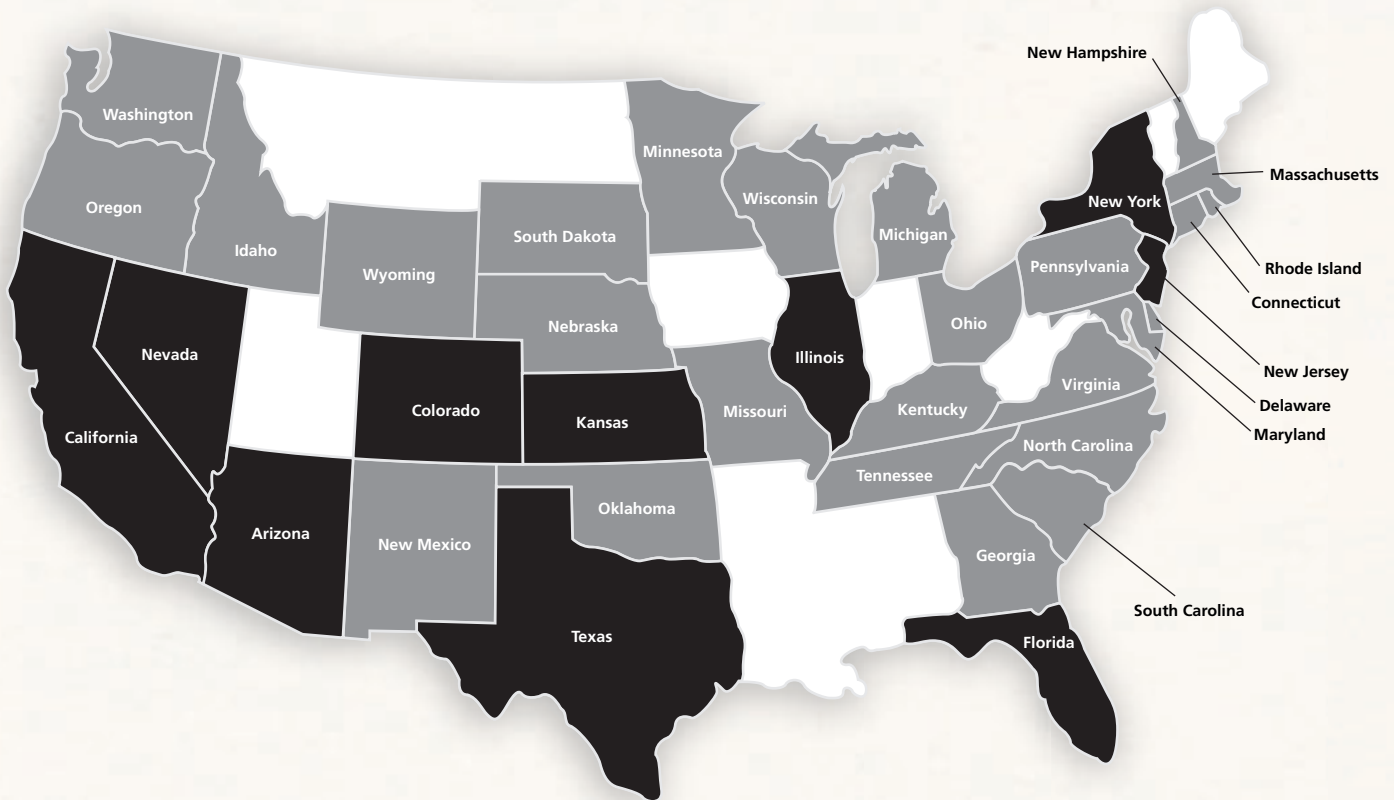 New Hampshire
Washington
Minnesota
Massachusetts
Wisconsin
New York
Oregon
Michigan
South Dakota
Idaho
Pennsylvania
Rhode Island
Wyoming
Connecticut
Ohio
Nebraska
Nevada
Illinois
New Jersey
Virginia
Delaware
Colorado
Missouri
Kentucky
Kansas
Maryland
California
North Carolina
Tennessee
Oklahoma
Arizona
New Mexico
Georgia
South Carolina
Texas
Florida